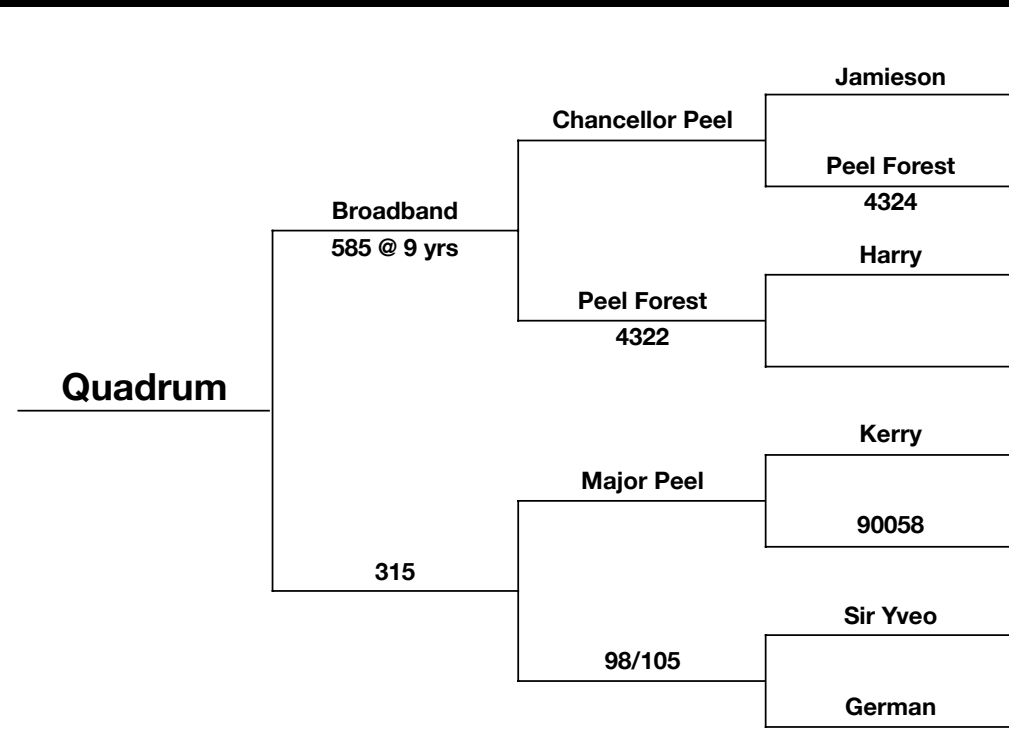 Jamieson
Chancellor Peel
Peel Forest
4324
Broadband
585 @ 9 yrs
Harry
Peel Forest
4322
Quadrum
Kerry
Major Peel
90058
315
Sir Yveo
98/105
German